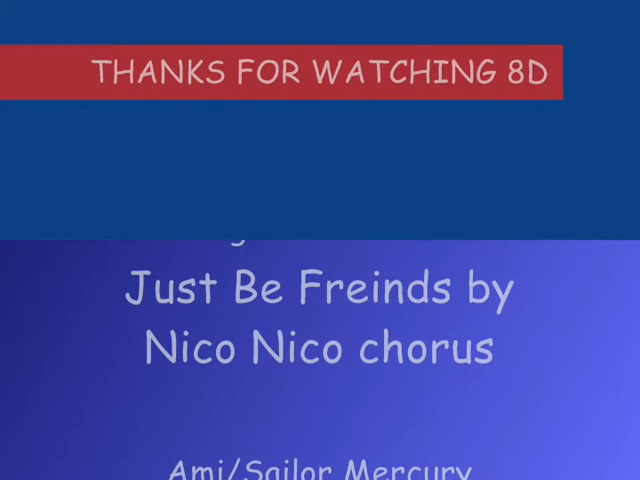 THANKS FOR WATCHING 8D
Just Be Freinds by
Nico Nico chorus
Ami/Sailor Mercury